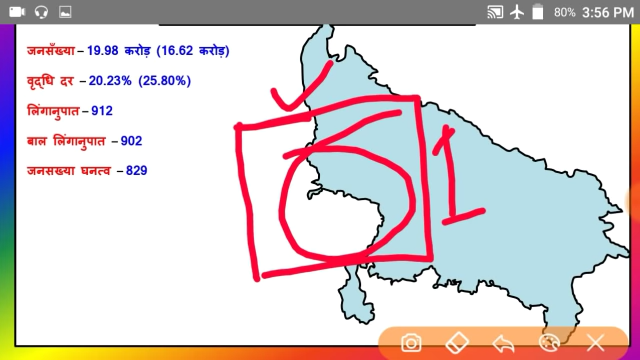 80% 3:56 PM
जनसँख्या – 19.98 करोड़ (16.62 करोड़)
वृद्धि दर – 20.23% (25.80%)
लिंगानुपात – 912
बाल लिंगानुपात – 902
जनसख्या घनत्व – 829
1